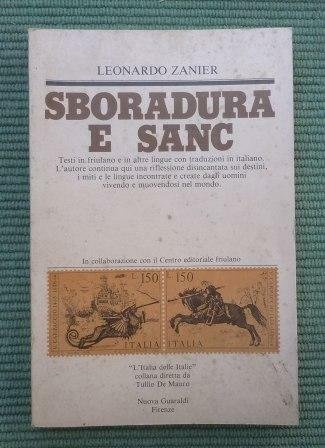 LEONARDO ZANIER
SBORADURA
E SANC
Testi in friulano e in altre lingue con traduzioni in italiano.
L'autore continua qui una riflessione disincantata sui destini,
i miti e le lingue incontrate e create dagli uomini
vivendo e muovendosi nel mondo.
In collaborazione con il Centro editoriale friulano
L. 150
150
ITALIA
ITALIA
"L'Italia delle Italie"
collana diretta da
Tullio De Mauro
Nuova Guaraldi
Firenze